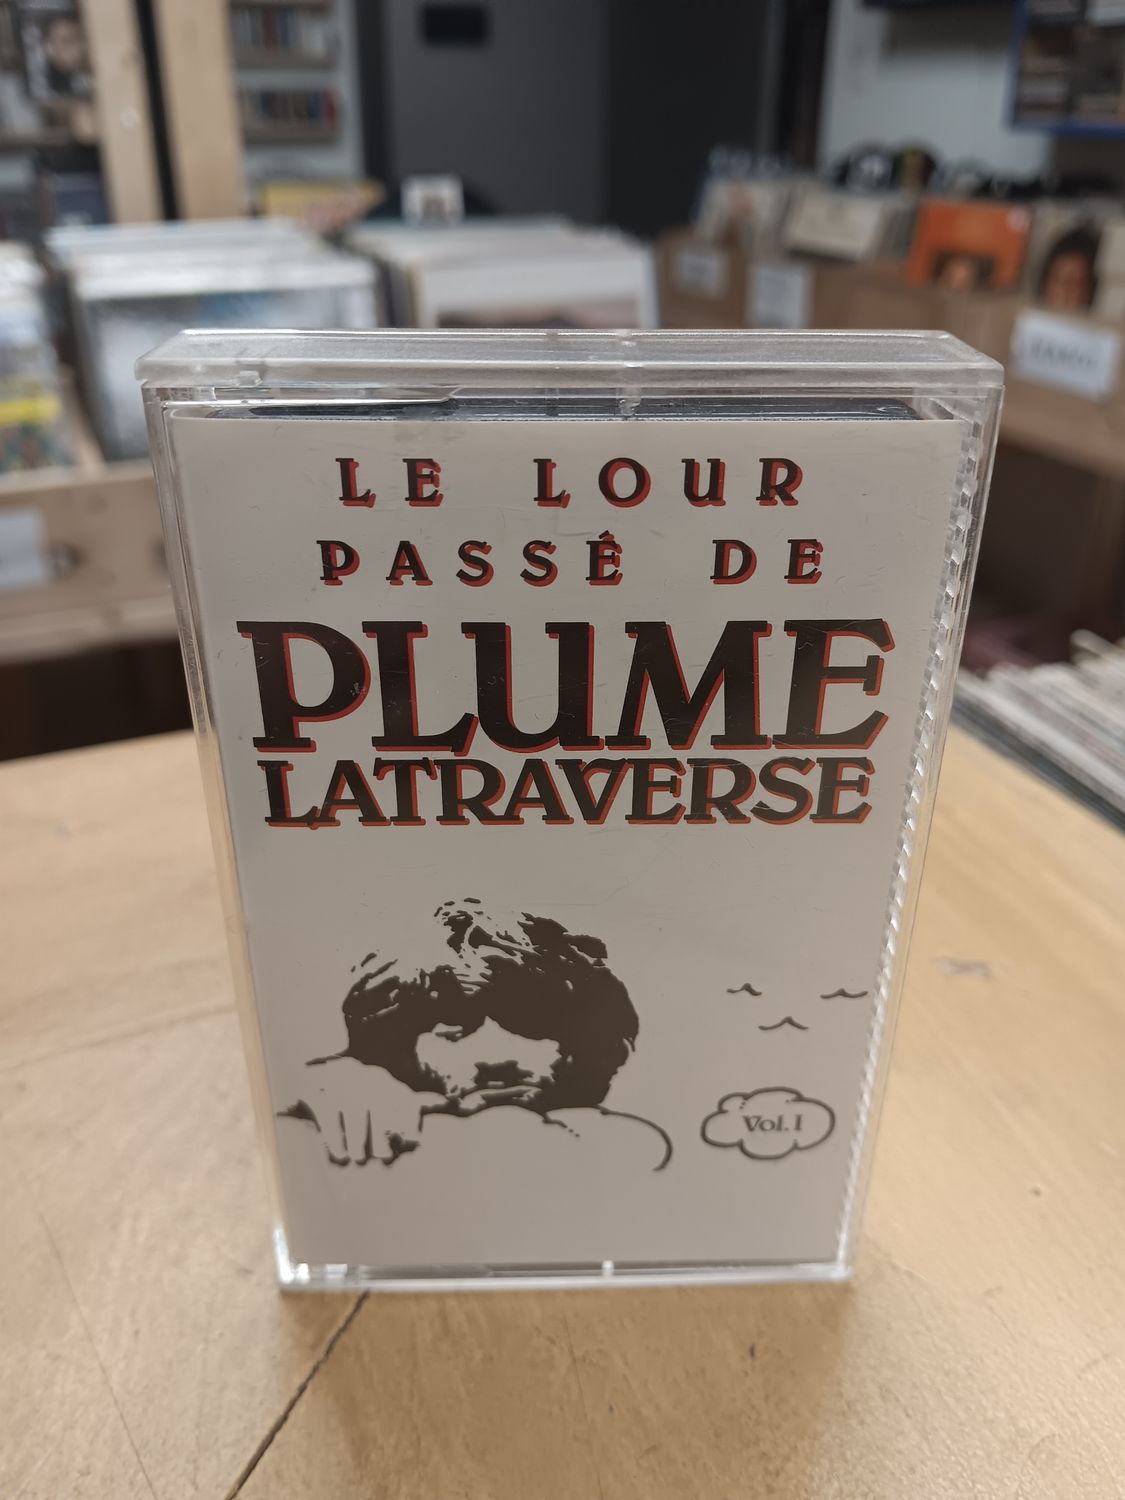 LE LOUR
PASSÉ DE
PLUME
LATRAVERSE
Vol. I